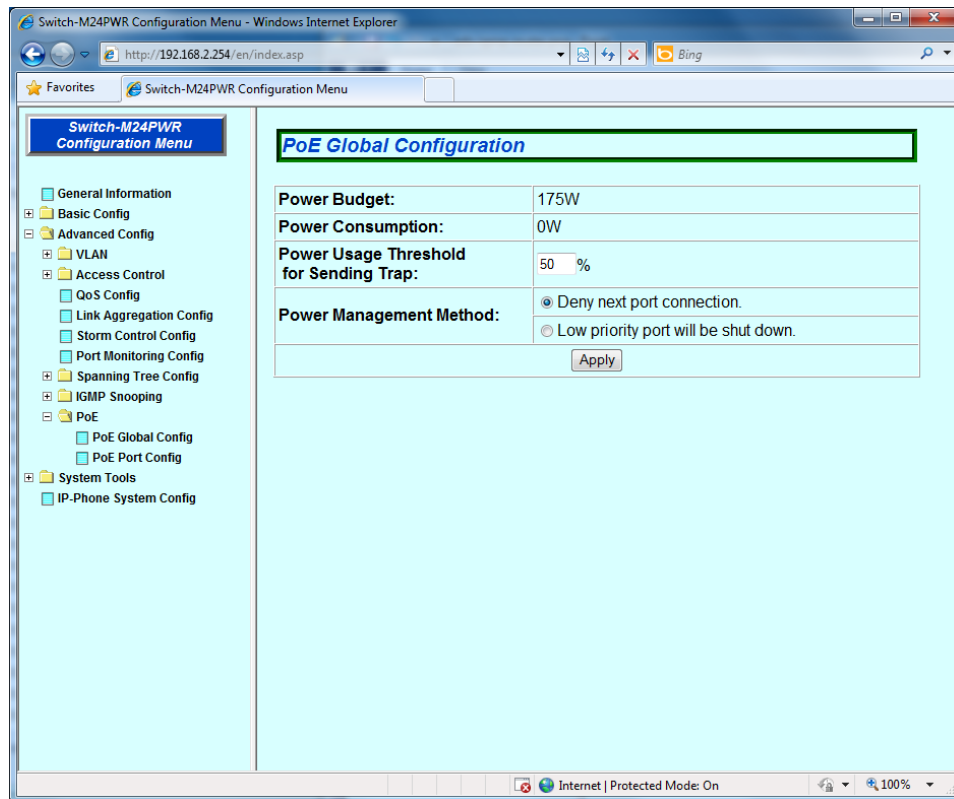 Switch-M24PWR Configuration Menu - Windows Internet Explorer
http://192.168.2.254/en/index.asp
Bing
Favorites
Switch-M24PWR Configuration Menu
Switch-M24PWR
Configuration Menu
General Information
Basic Config
Advanced Config
VLAN
Access Control
QoS Config
Link Aggregation Config
Storm Control Config
Port Monitoring Config
Spanning Tree Config
IGMP Snooping
PoE
PoE Global Config
PoE Port Config
System Tools
IP-Phone System Config
PoE Global Configuration
Power Budget: 175W
Power Consumption: 0W
Power Usage Threshold
for Sending Trap: 50 %
Power Management Method:
Deny next port connection.
Low priority port will be shut down.
Apply
Internet | Protected Mode: On
100%